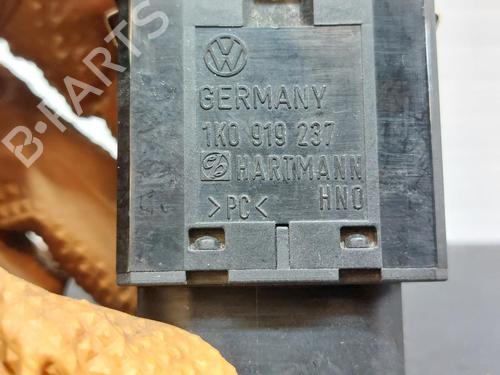 B-PARTS
VW
GERMANY
1K0 919 237
HARTMANN
>PC< HNO